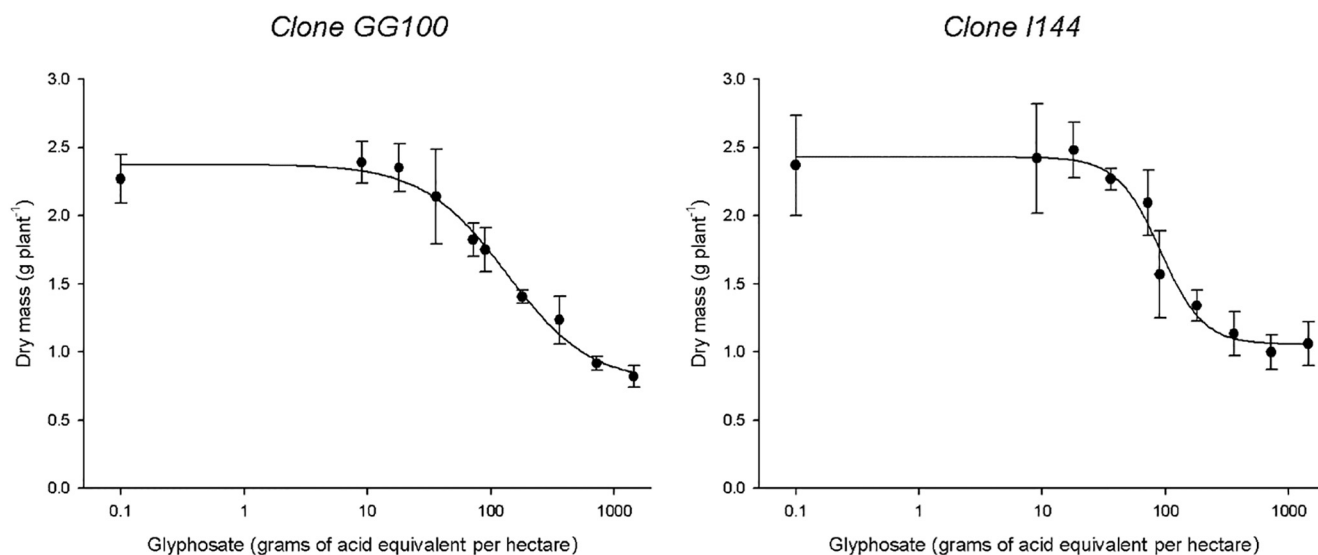 Clone GG100
3.0
2.5
2.0
1.5
1.0
0.5
0.0
Dry mass (g plant⁻¹)
0.1 1 10 100 1000
Glyphosate (grams of acid equivalent per hectare)
Clone I144
3.0
2.5
2.0
1.5
1.0
0.5
0.0
Dry mass (g plant⁻¹)
0.1 1 10 100 1000
Glyphosate (grams of acid equivalent per hectare)